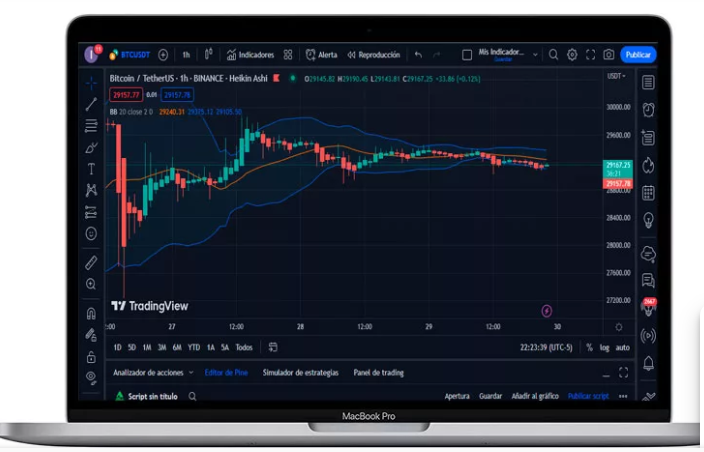 BTCUSDT 1h Indicadores Alerta Reproducción Mis Indicador... Publicar
Guardar
Bitcoin / TetherUS · 1h · BINANCE · Heikin Ashi O29145.82 H29190.45 L29143.81 C29167.25 +33.86 (+0.12%) USDT
29157.77 0.01 29157.78
BB 20 close 2 0 29240.31
30000.00
29600.00
29167.25
36:21
29157.78
28800.00
28400.00
28000.00
27600.00
27200.00
TradingView
:00 27 12:00 28 12:00 29 12:00 30
1D 5D 1M 3M 6M YTD 1A 5A Todos 22:23:39 (UTC-5) % log auto
Analizador de acciones Editor de Pine Simulador de estrategias Panel de trading
Script sin título Apertura Guardar Añadir al gráfico Publicar script
MacBook Pro